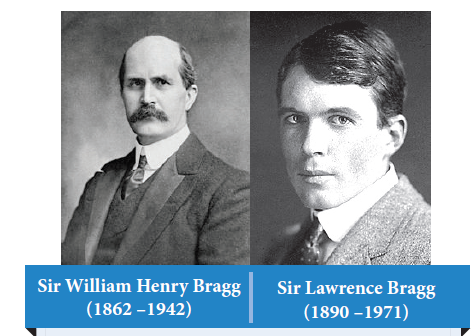 Sir William Henry Bragg
(1862 –1942)
Sir Lawrence Bragg
(1890 –1971)